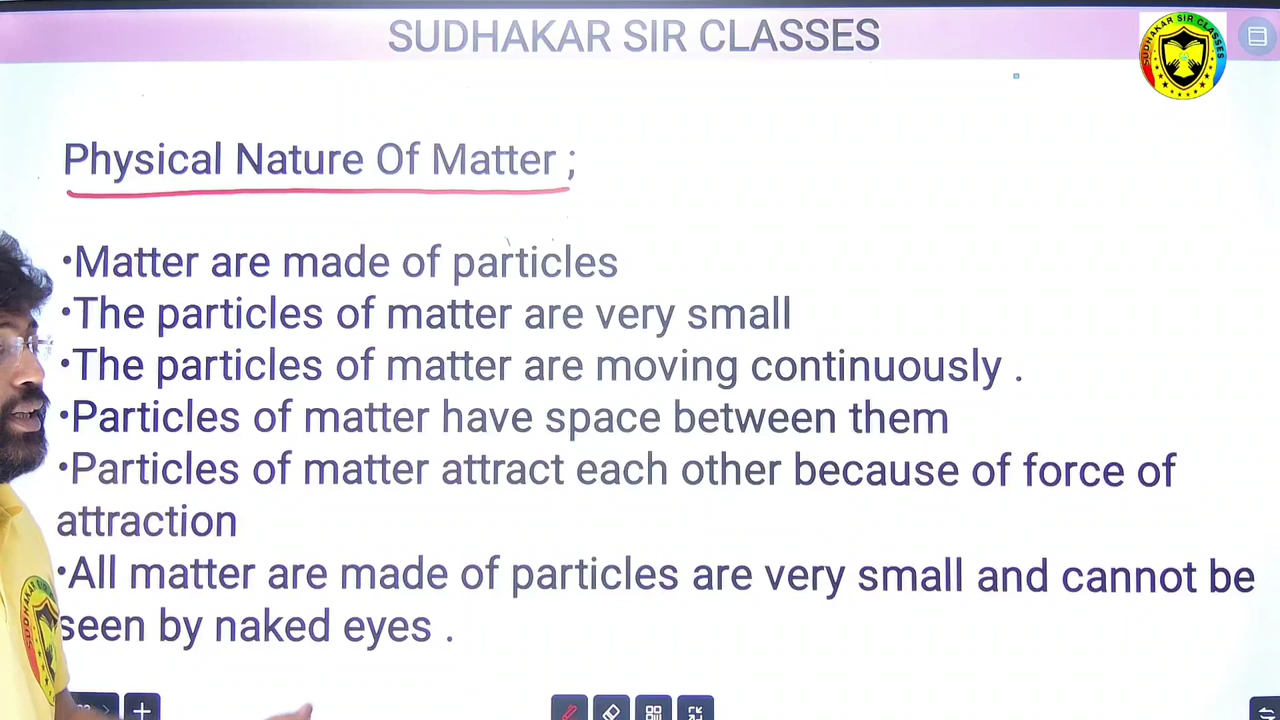 SUDHAKAR SIR CLASSES
SUDHAKAR SIR CLASSES
Physical Nature Of Matter ;
•Matter are made of particles
•The particles of matter are very small
•The particles of matter are moving continuously .
•Particles of matter have space between them
•Particles of matter attract each other because of force of
attraction
•All matter are made of particles are very small and cannot be
seen by naked eyes .